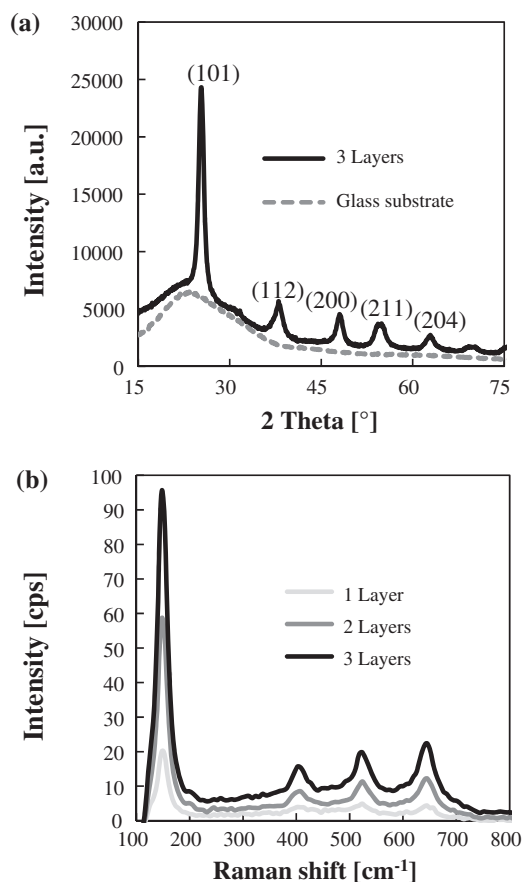 (a)
30000
25000
20000
15000
10000
5000
0
Intensity [a.u.]
(101)
3 Layers
Glass substrate
(112)
(200)
(211)
(204)
15 30 45 60 75
2 Theta [°]
(b)
100
90
80
70
60
50
40
30
20
10
0
Intensity [cps]
1 Layer
2 Layers
3 Layers
100 200 300 400 500 600 700 800
Raman shift [cm-1]